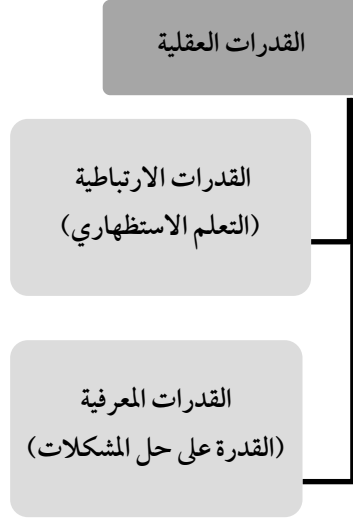 القدرات العقلية
القدرات الارتباطية
(التعلم الاستظهاري)
القدرات المعرفية
(القدرة على حل المشكلات)